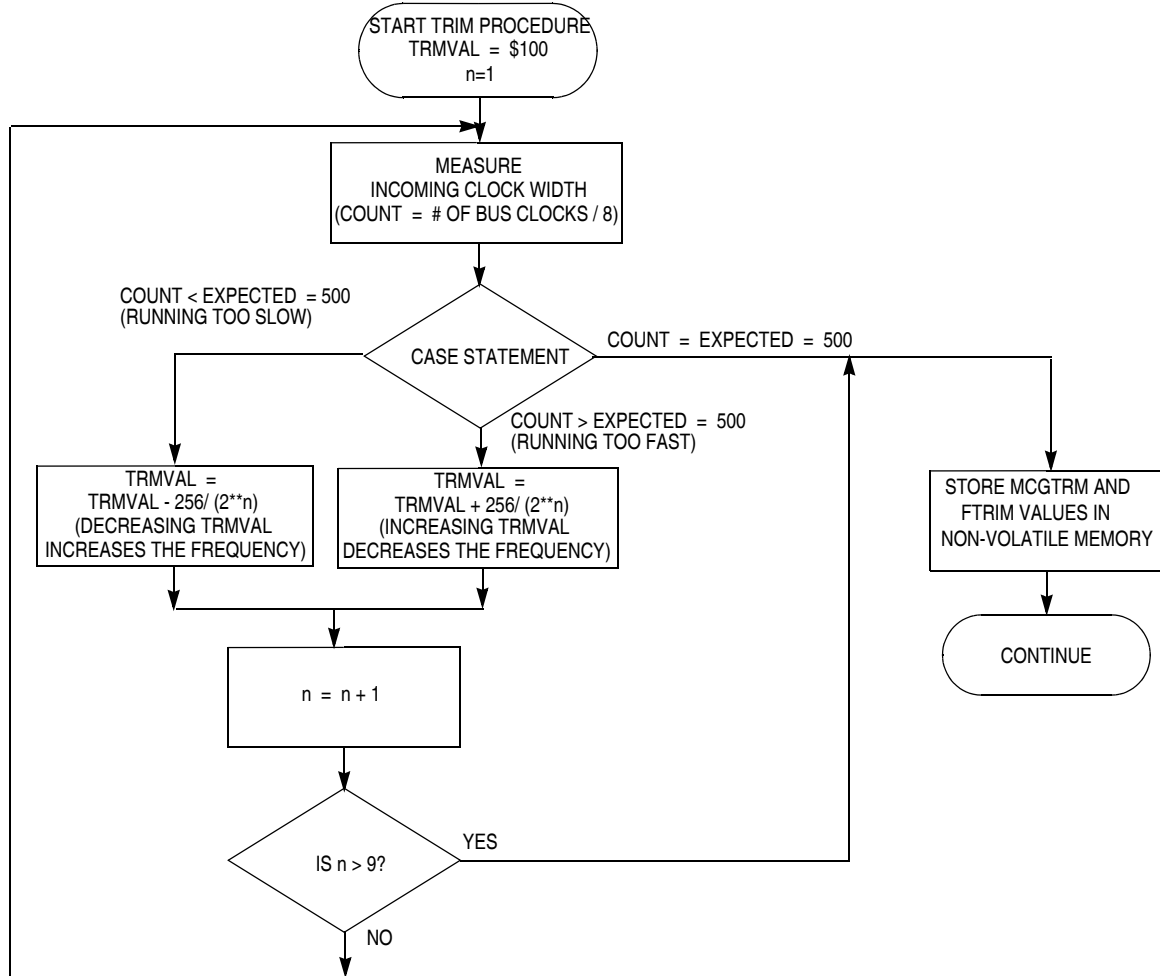 START TRIM PROCEDURE
TRMVAL = $100
n=1
MEASURE
INCOMING CLOCK WIDTH
(COUNT = # OF BUS CLOCKS / 8)
COUNT < EXPECTED = 500
(RUNNING TOO SLOW)
CASE STATEMENT
COUNT = EXPECTED = 500
COUNT > EXPECTED = 500
(RUNNING TOO FAST)
TRMVAL =
TRMVAL - 256/ (2**n)
(DECREASING TRMVAL
INCREASES THE FREQUENCY)
TRMVAL =
TRMVAL + 256/ (2**n)
(INCREASING TRMVAL
DECREASES THE FREQUENCY)
STORE MCGTRM AND
FTRIM VALUES IN
NON-VOLATILE MEMORY
CONTINUE
n = n + 1
IS n > 9?
YES
NO